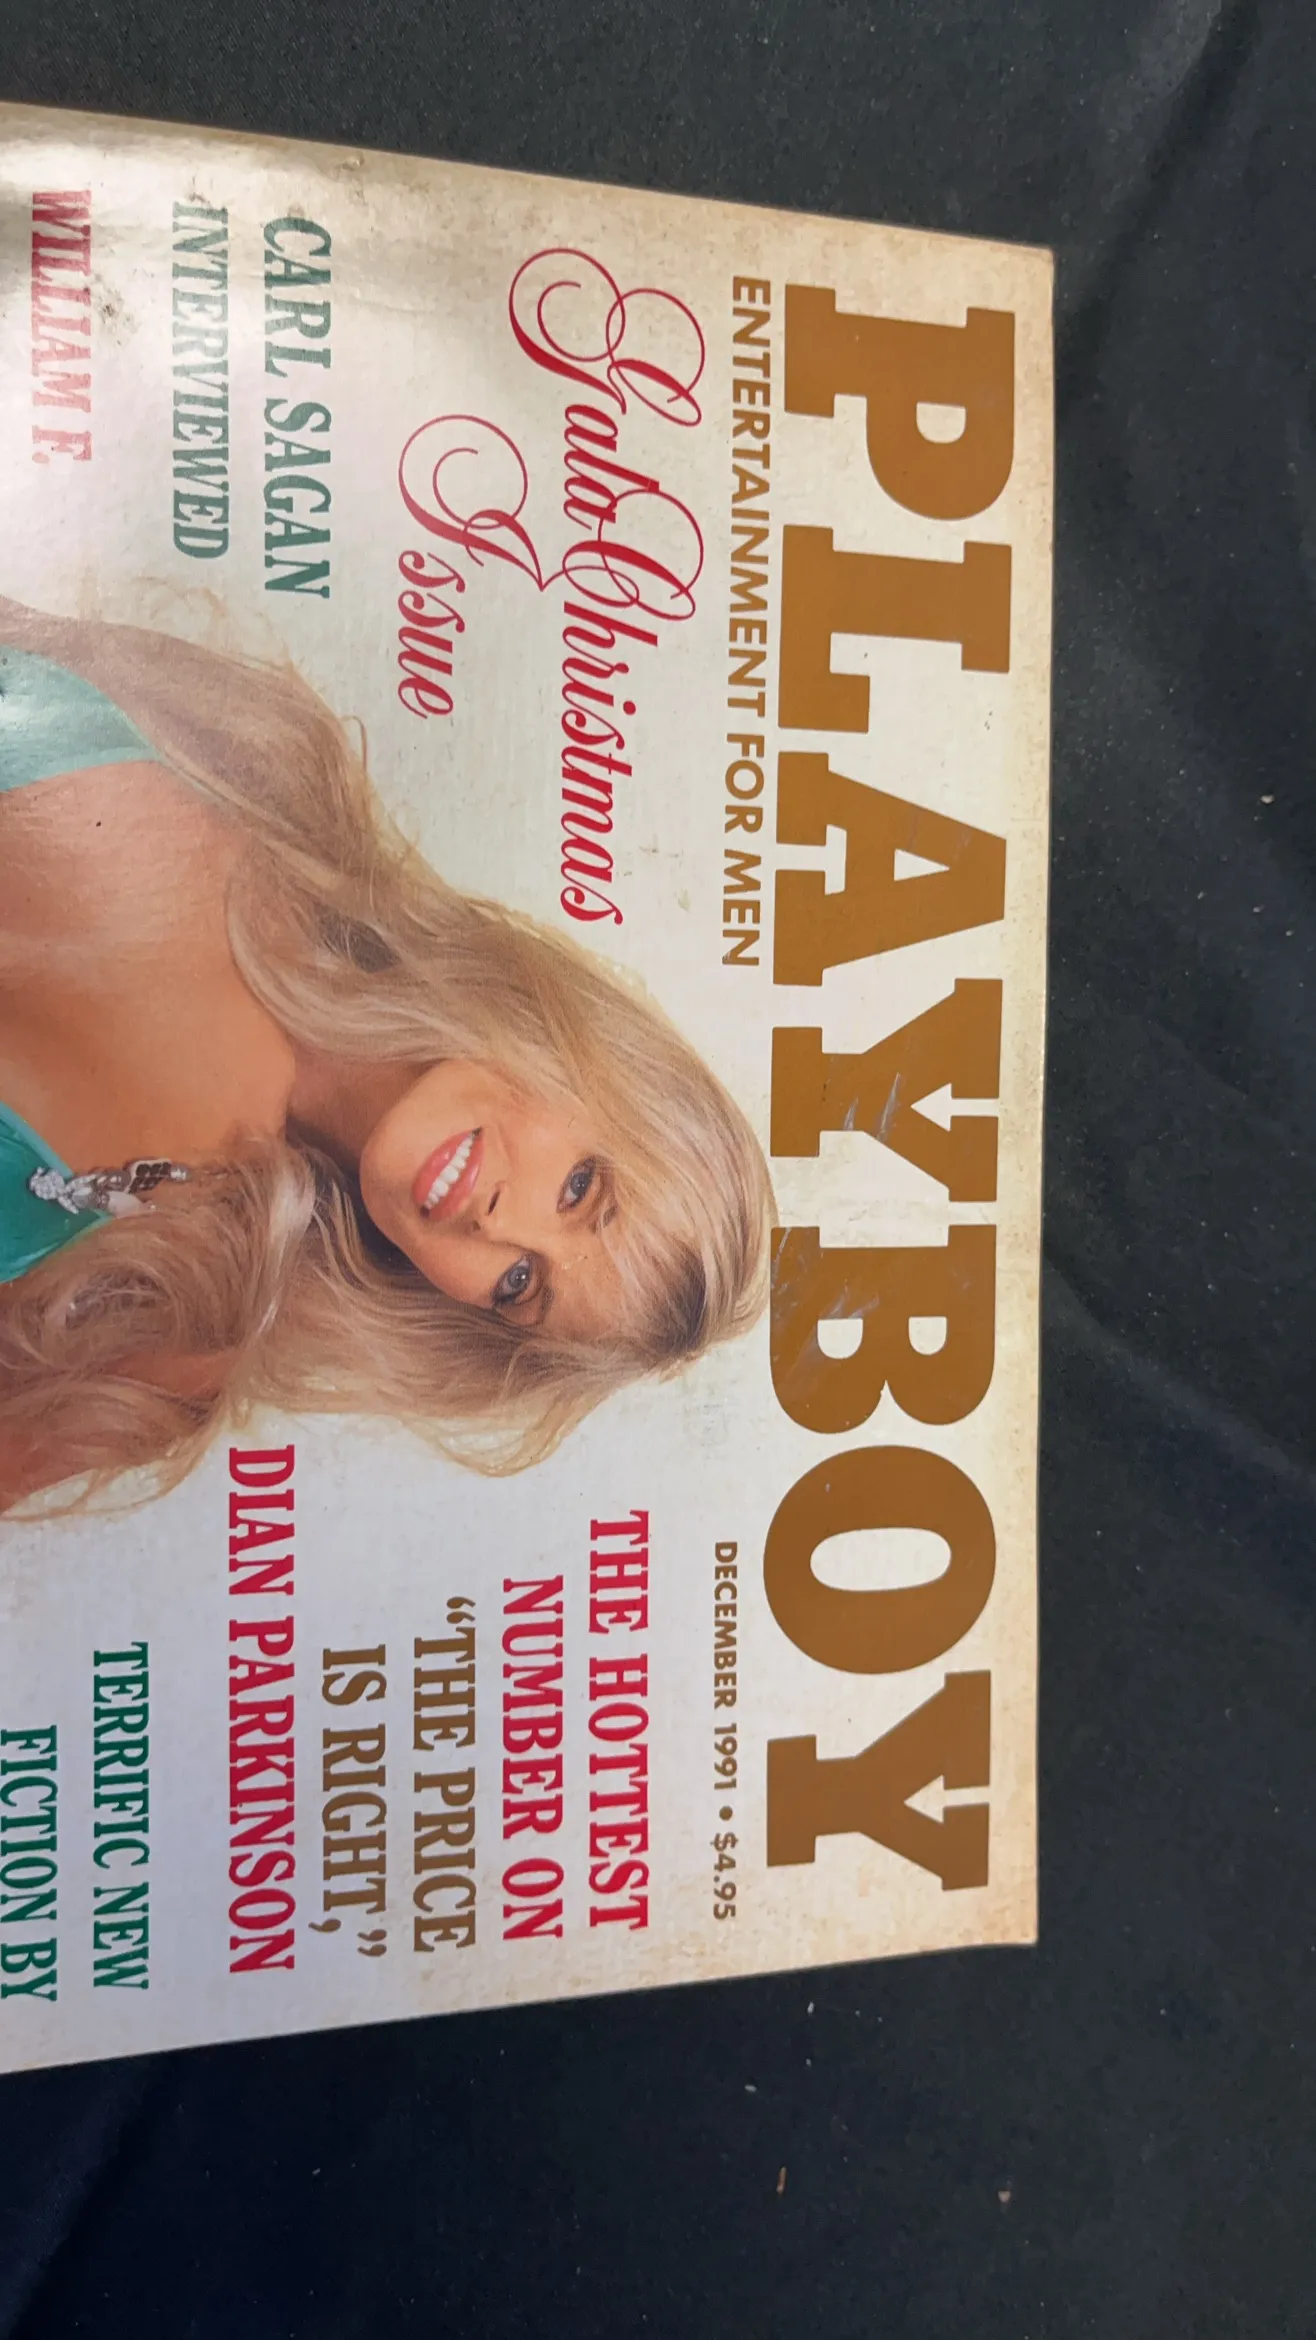 PLAYBOY
ENTERTAINMENT FOR MEN
DECEMBER 1991 • $4.95
Gala Christmas
Issue
CARL SAGAN
INTERVIEWED
WILLIAM F.
THE HOTTEST
NUMBER ON
“THE PRICE
IS RIGHT,”
DIAN PARKINSON
TERRIFIC NEW
FICTION BY